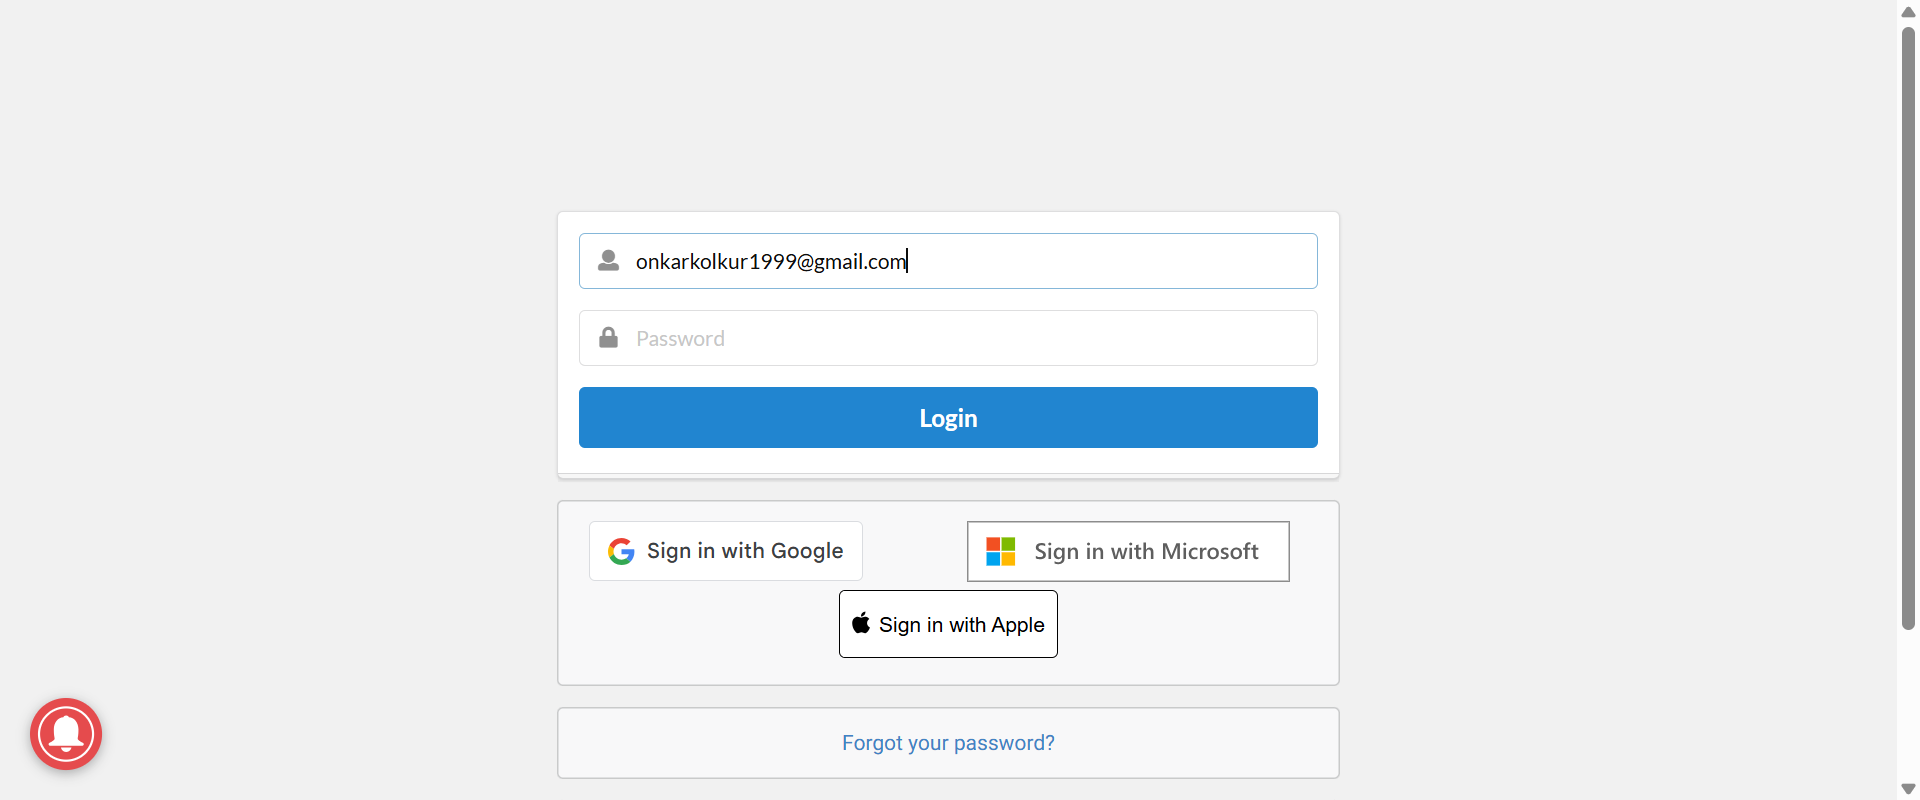 onkarkolkur1999@gmail.com
Password
Login
Sign in with Google
Sign in with Microsoft
Sign in with Apple
Forgot your password?